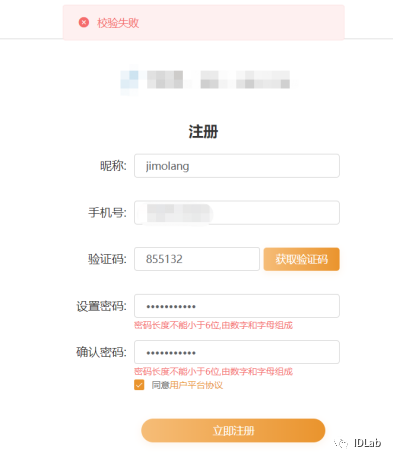 校验失败
注册
昵称: jimolang
手机号:
验证码: 855132 获取验证码
设置密码: •••••••••••
密码长度不能小于6位,由数字和字母组成
确认密码: •••••••••••
密码长度不能小于6位,由数字和字母组成
同意用户平台协议
立即注册
IDLab